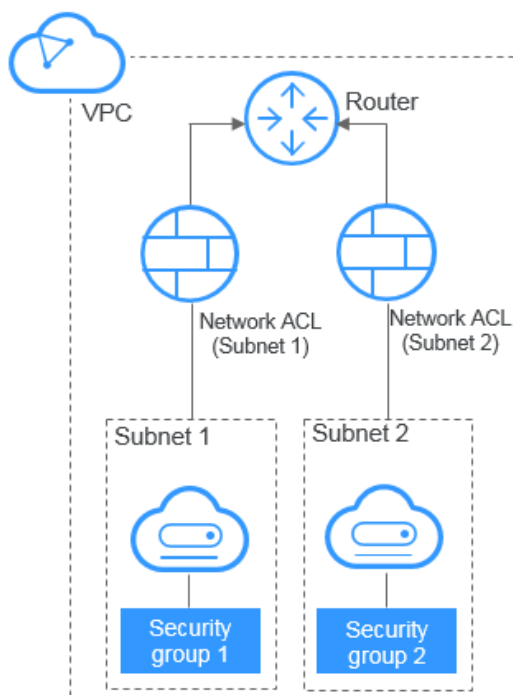 VPC
Router
Network ACL
(Subnet 1)
Network ACL
(Subnet 2)
Subnet 1
Subnet 2
Security
group 1
Security
group 2